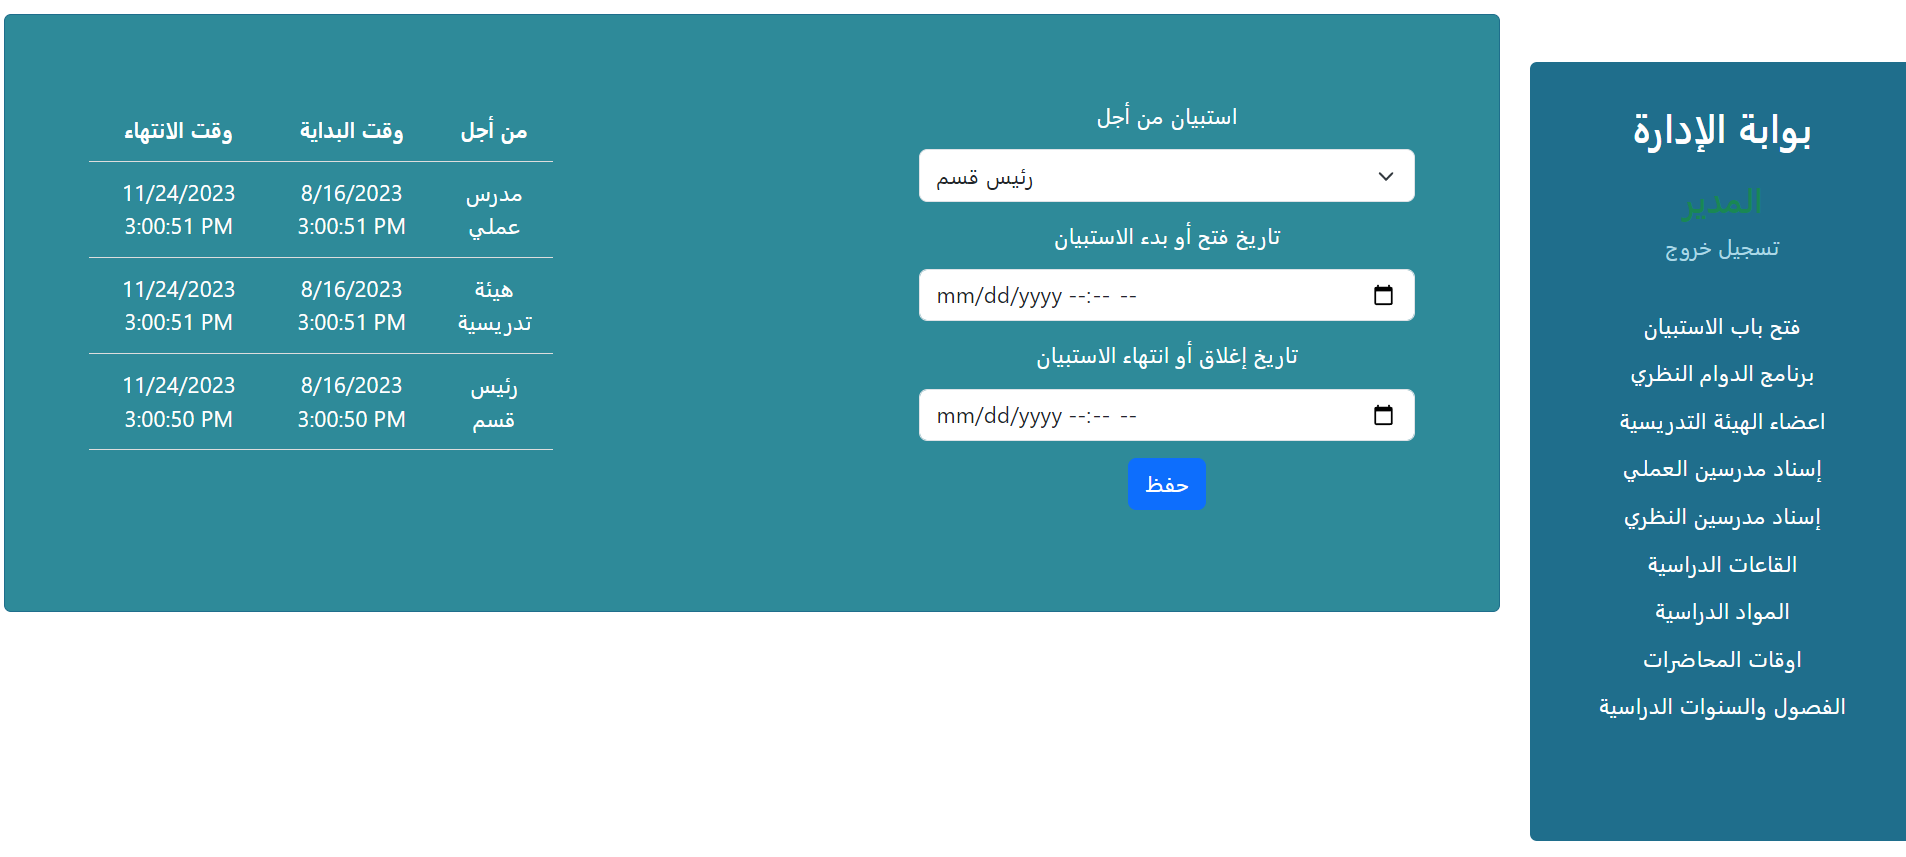 بوابة الإدارة
المدير
تسجيل خروج
فتح باب الاستبيان
برنامج الدوام النظري
اعضاء الهيئة التدريسية
إسناد مدرسين العملي
إسناد مدرسين النظري
القاعات الدراسية
المواد الدراسية
اوقات المحاضرات
الفصول والسنوات الدراسية
استبيان من أجل
رئيس قسم
تاريخ فتح أو بدء الاستبيان
mm/dd/yyyy --:-- --
تاريخ إغلاق أو انتهاء الاستبيان
mm/dd/yyyy --:-- --
حفظ
من أجل وقت البداية وقت الانتهاء
مدرس 8/16/2023 11/24/2023
عملي 3:00:51 PM 3:00:51 PM
هيئة 8/16/2023 11/24/2023
تدريسية 3:00:51 PM 3:00:51 PM
رئيس 8/16/2023 11/24/2023
قسم 3:00:50 PM 3:00:50 PM